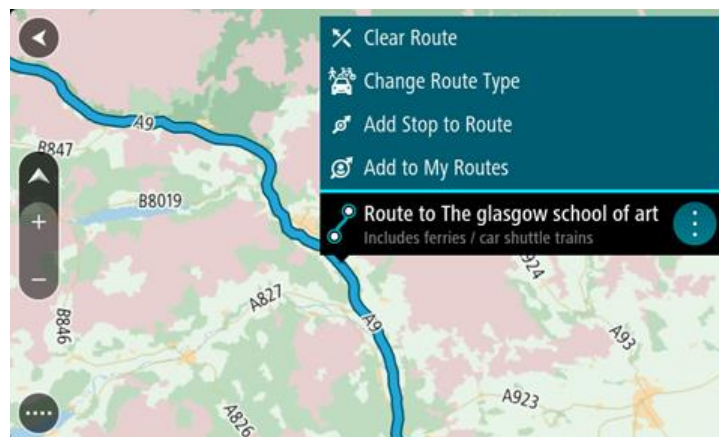 Clear Route
Change Route Type
Add Stop to Route
Add to My Routes
Route to The glasgow school of art
Includes ferries / car shuttle trains
A9
B847
B8019
A827
A9
B846
A924
A93
A923
A826